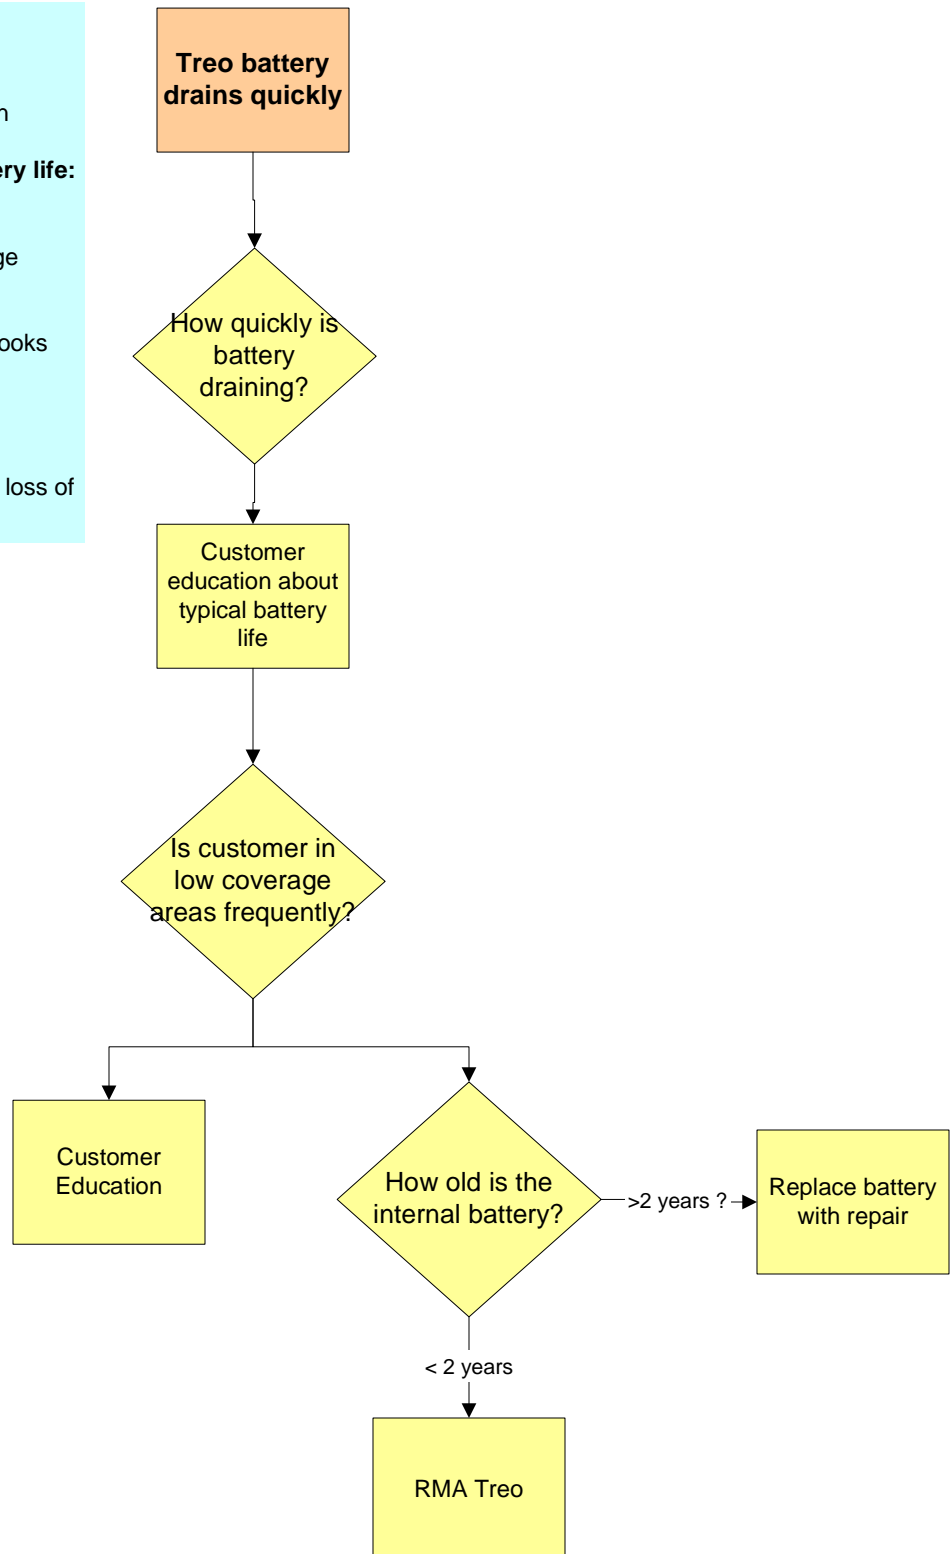 Treo battery
drains quickly
ery life:
ooks
loss of
How quickly is
battery
draining?
Customer
education about
typical battery
life
Is customer in
low coverage
areas frequently?
Customer
Education
How old is the
internal battery?
>2 years ?
Replace battery
with repair
< 2 years
RMA Treo